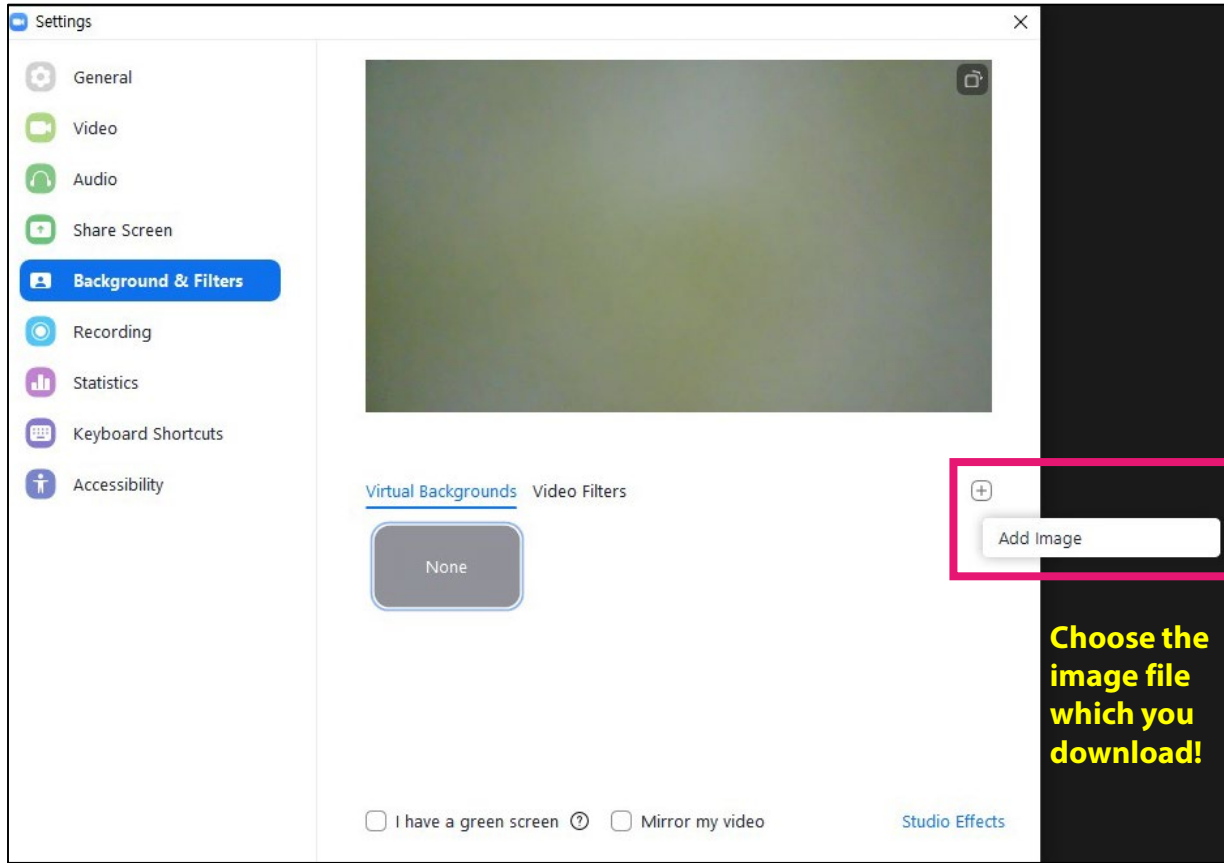 Settings
General
Video
Audio
Share Screen
Background & Filters
Recording
Statistics
Keyboard Shortcuts
Accessibility
Virtual Backgrounds Video Filters
Add Image
None
Choose the
image file
which you
download!
I have a green screen ? Mirror my video Studio Effects